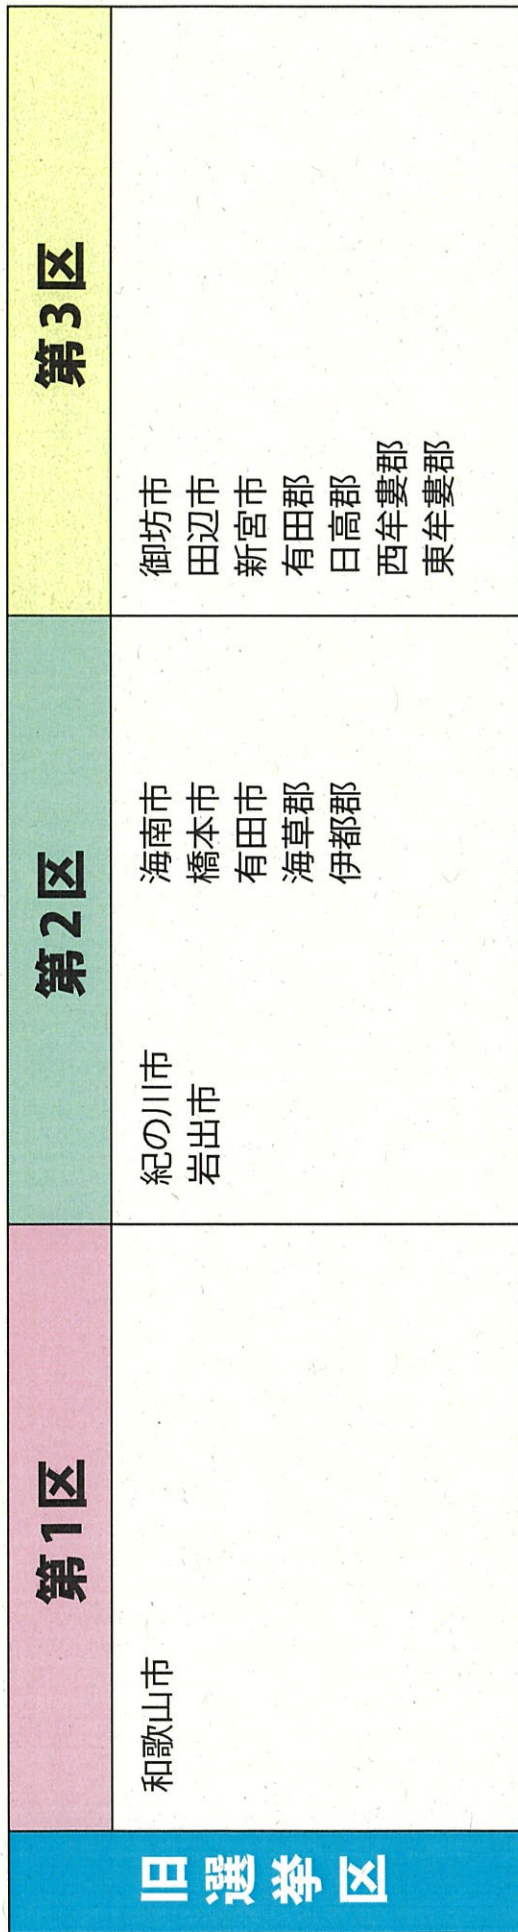 旧選挙区
第1区
和歌山市
第2区
紀の川市
岩出市
海南市
橋本市
有田市
海草郡
伊都郡
第3区
御坊市
田辺市
新宮市
有田郡
日高郡
西牟婁郡
東牟婁郡